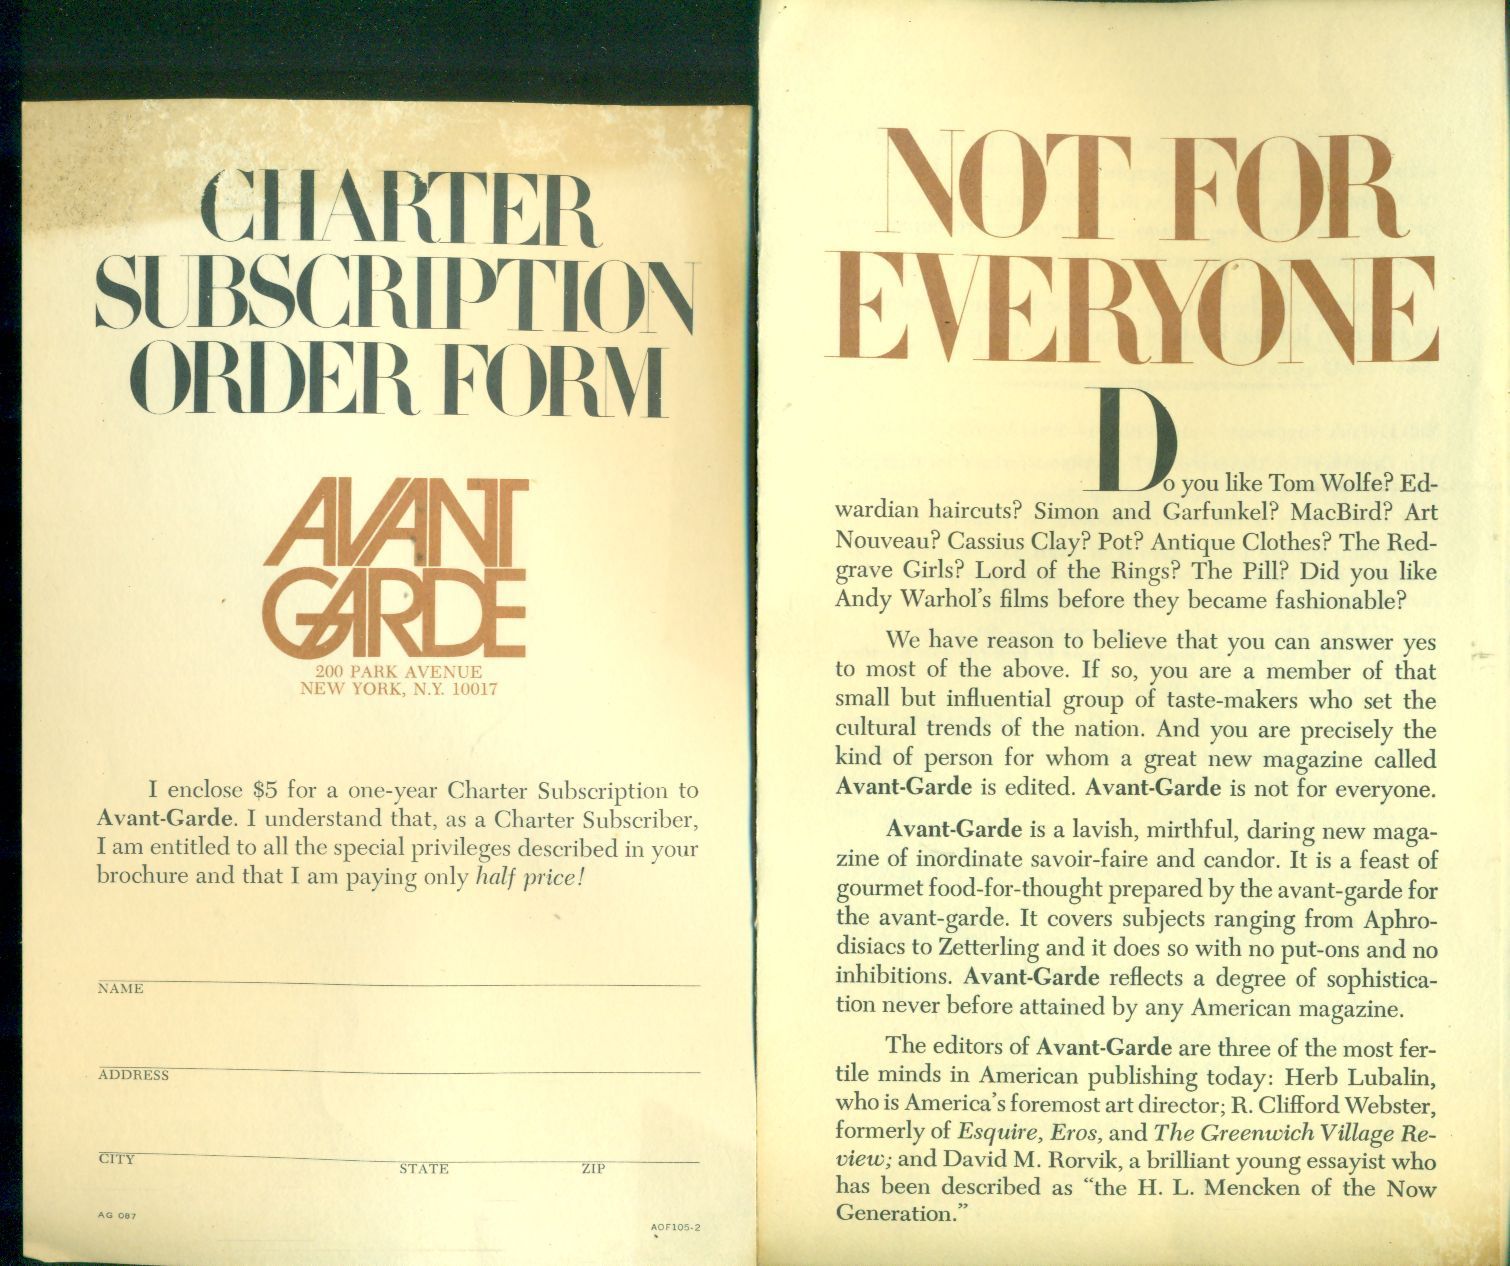 CHARTER
SUBSCRIPTION
ORDER FORM
AVANT
GARDE
200 PARK AVENUE
NEW YORK, N.Y. 10017
I enclose $5 for a one-year Charter Subscription to
Avant-Garde. I understand that, as a Charter Subscriber,
I am entitled to all the special privileges described in your
brochure and that I am paying only half price!
NAME
ADDRESS
CITY STATE ZIP
AG 087
AOF105-2
NOT FOR
EVERYONE
Do you like Tom Wolfe? Ed-
wardian haircuts? Simon and Garfunkel? MacBird? Art
Nouveau? Cassius Clay? Pot? Antique Clothes? The Red-
grave Girls? Lord of the Rings? The Pill? Did you like
Andy Warhol's films before they became fashionable?
We have reason to believe that you can answer yes
to most of the above. If so, you are a member of that
small but influential group of taste-makers who set the
cultural trends of the nation. And you are precisely the
kind of person for whom a great new magazine called
Avant-Garde is edited. Avant-Garde is not for everyone.
Avant-Garde is a lavish, mirthful, daring new maga-
zine of inordinate savoir-faire and candor. It is a feast of
gourmet food-for-thought prepared by the avant-garde for
the avant-garde. It covers subjects ranging from Aphro-
disiacs to Zetterling and it does so with no put-ons and no
inhibitions. Avant-Garde reflects a degree of sophistica-
tion never before attained by any American magazine.
The editors of Avant-Garde are three of the most fer-
tile minds in American publishing today: Herb Lubalin,
who is America's foremost art director; R. Clifford Webster,
formerly of Esquire, Eros, and The Greenwich Village Re-
view; and David M. Rorvik, a brilliant young essayist who
has been described as "the H. L. Mencken of the Now
Generation."